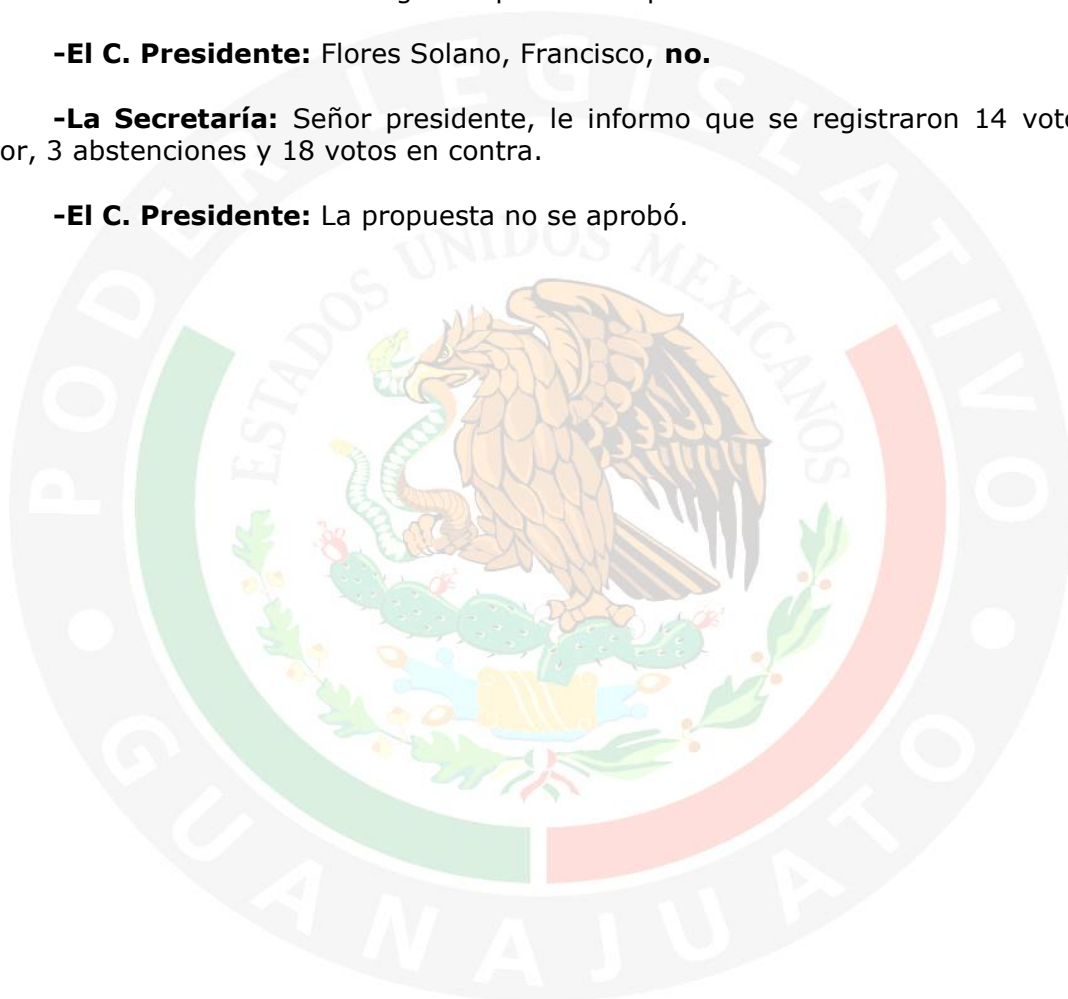 -El C. Presidente: Flores Solano, Francisco, no.
-La Secretaría: Señor presidente, le informo que se registraron 14 voto
or, 3 abstenciones y 18 votos en contra.
-El C. Presidente: La propuesta no se aprobó.
PODER LEGISLATIVO
ESTADOS UNIDOS MEXICANOS
GUANAJUATO